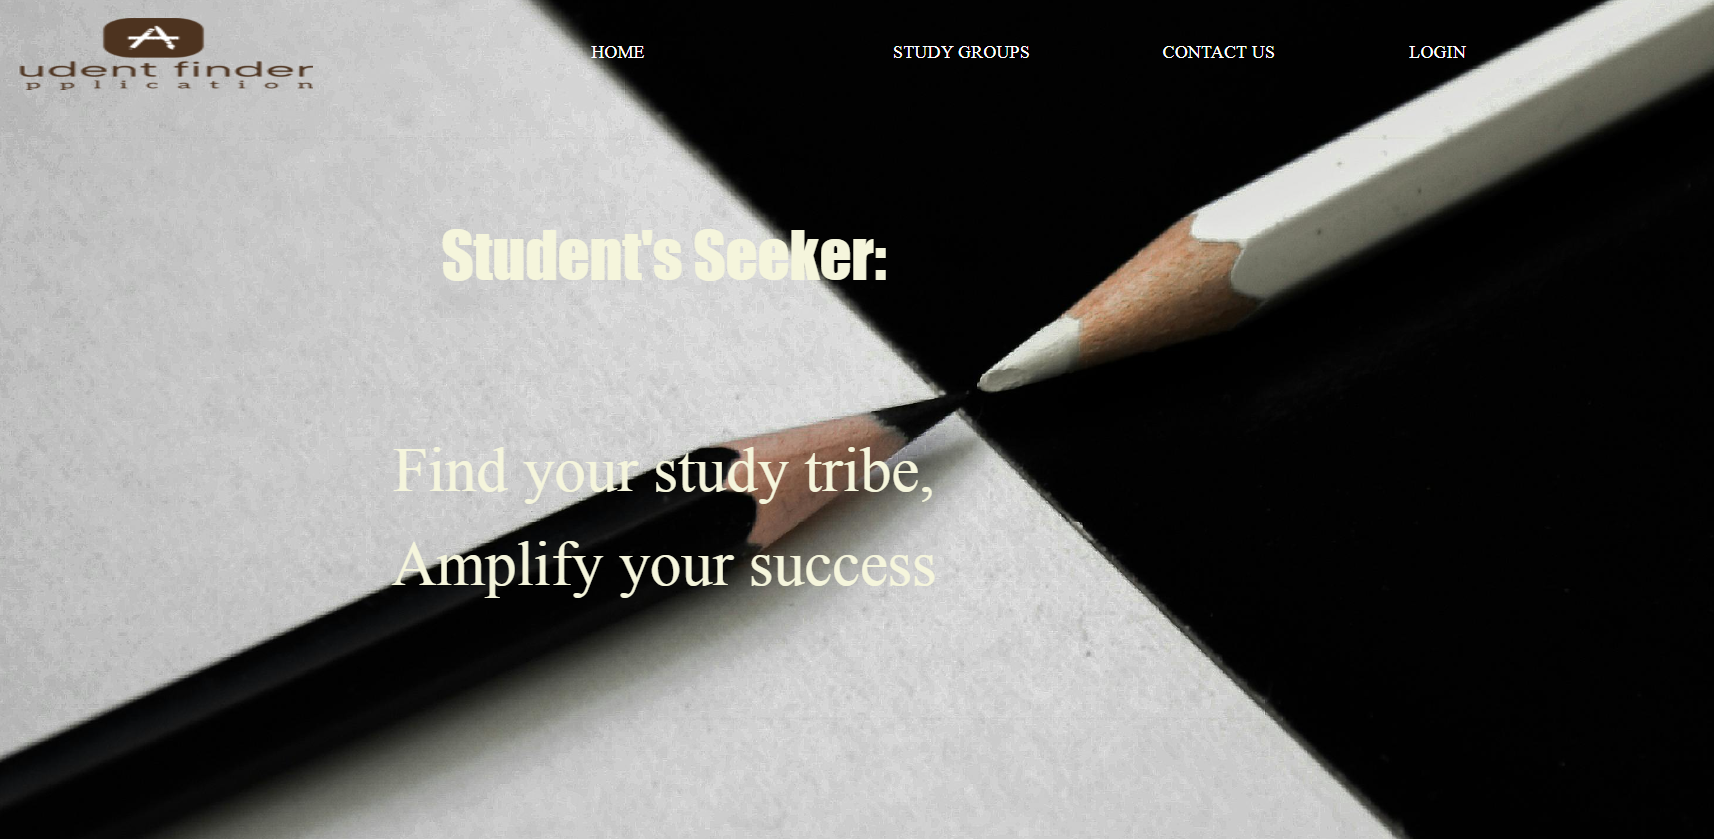 A
udent finder
pplication
HOME STUDY GROUPS CONTACT US LOGIN
Student's Seeker:
Find your study tribe,
Amplify your success